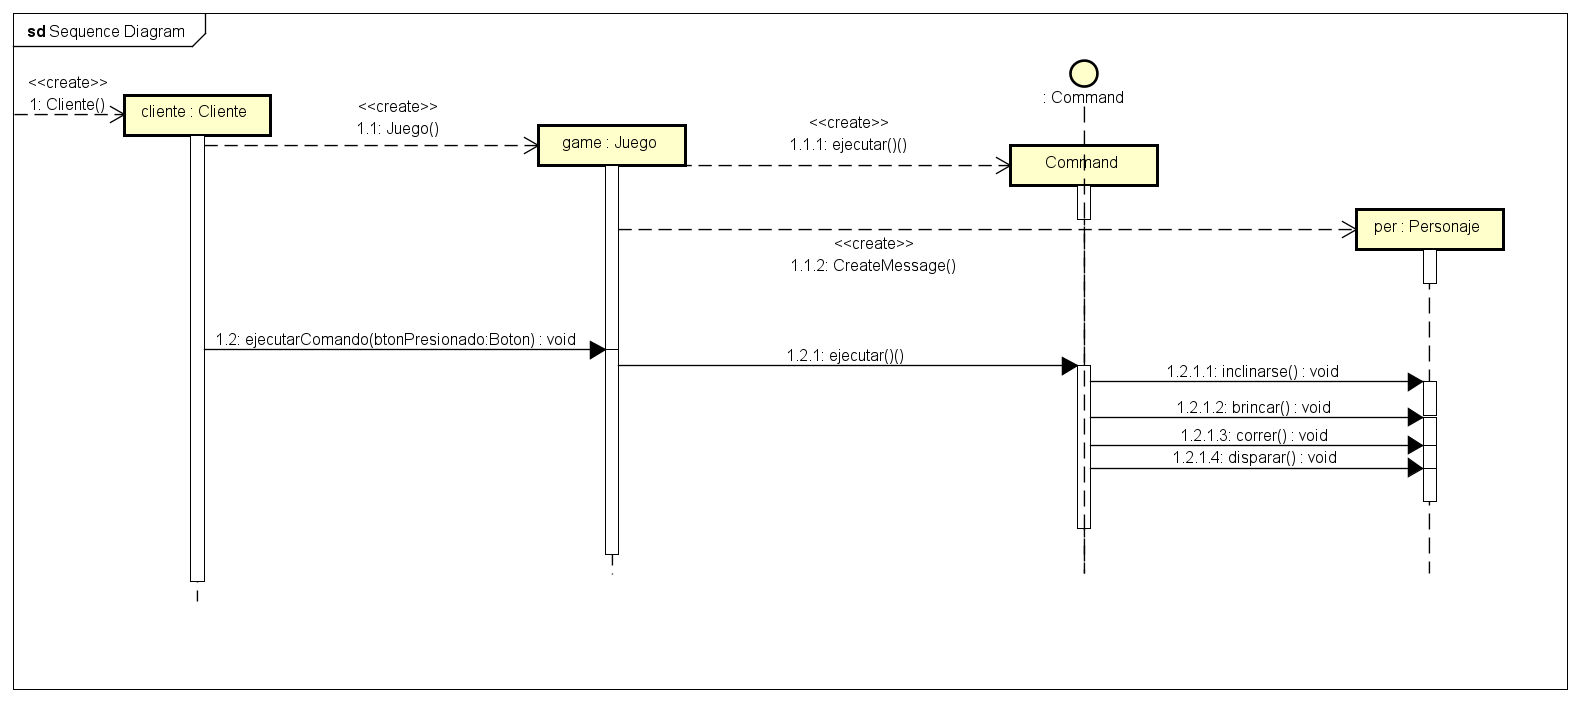 sd Sequence Diagram
<<create>>
1: Cliente()
cliente : Cliente
<<create>>
1.1: Juego()
game : Juego
<<create>>
1.1.1: ejecutar()()
: Command
Command
<<create>>
1.1.2: CreateMessage()
per : Personaje
1.2: ejecutarComando(btonPresionado:Boton) : void
1.2.1: ejecutar()()
1.2.1.1: inclinarse() : void
1.2.1.2: brincar() : void
1.2.1.3: correr() : void
1.2.1.4: disparar() : void